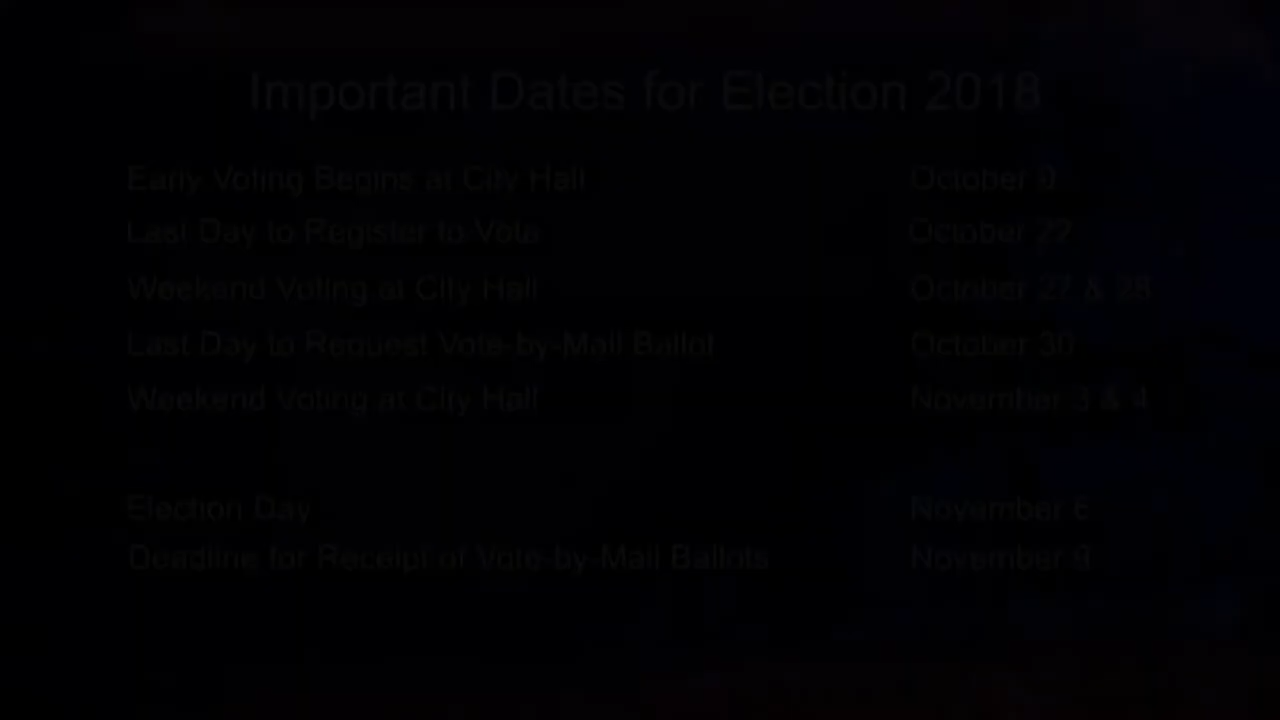 Important Dates for Election 2018
Early Voting Begins at City Hall October
Last Day to Register to Vote October 22
Weekend Voting at City Hall October 27 & 28
Last Day to Request Vote-by-Mail Ballot October 30
Weekend Voting at City Hall November 3 & 4
Election Day November 6
Deadline for Receipt of Vote-by-Mail Ballots November 9